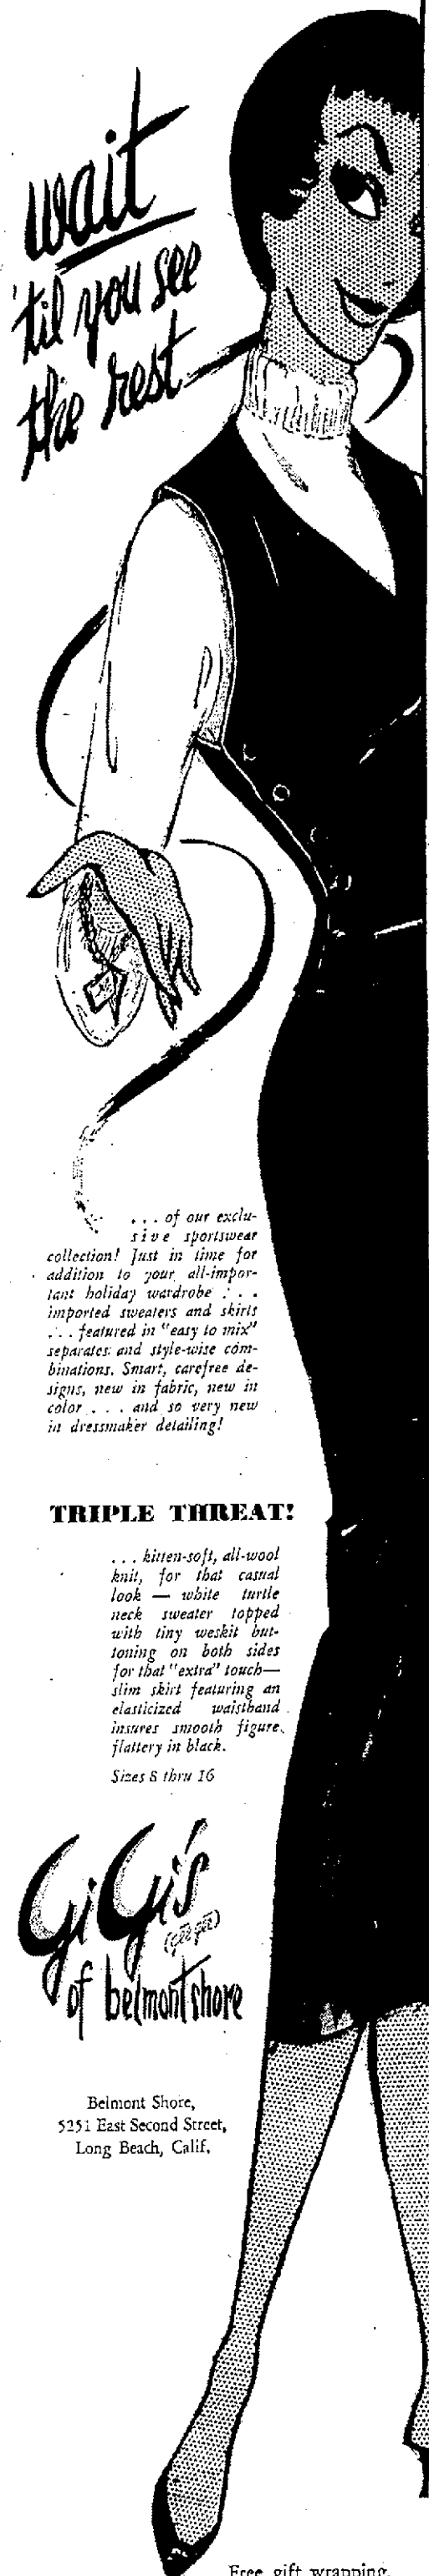 wait
'til you see
the rest
. . . of our exclu-
sive sportswear
collection! Just in time for
addition to your all-impor-
tant holiday wardrobe . . .
imported sweaters and skirts
. . . featured in "easy to mix"
separates and style-wise com-
binations. Smart, carefree de-
signs, new in fabric, new in
color . . . and so very new
in dressmaker detailing!
TRIPLE THREAT!
. . . kitten-soft, all-wool
knit, for that casual
look — white turtle
neck sweater topped
with tiny weskit but-
toning on both sides
for that "extra" touch—
slim skirt featuring an
elasticized waistband
insures smooth figure
flattery in black.
Sizes 8 thru 16
GiGi's
of belmont shore
Belmont Shore,
5251 East Second Street,
Long Beach, Calif.
Free gift wrapping.